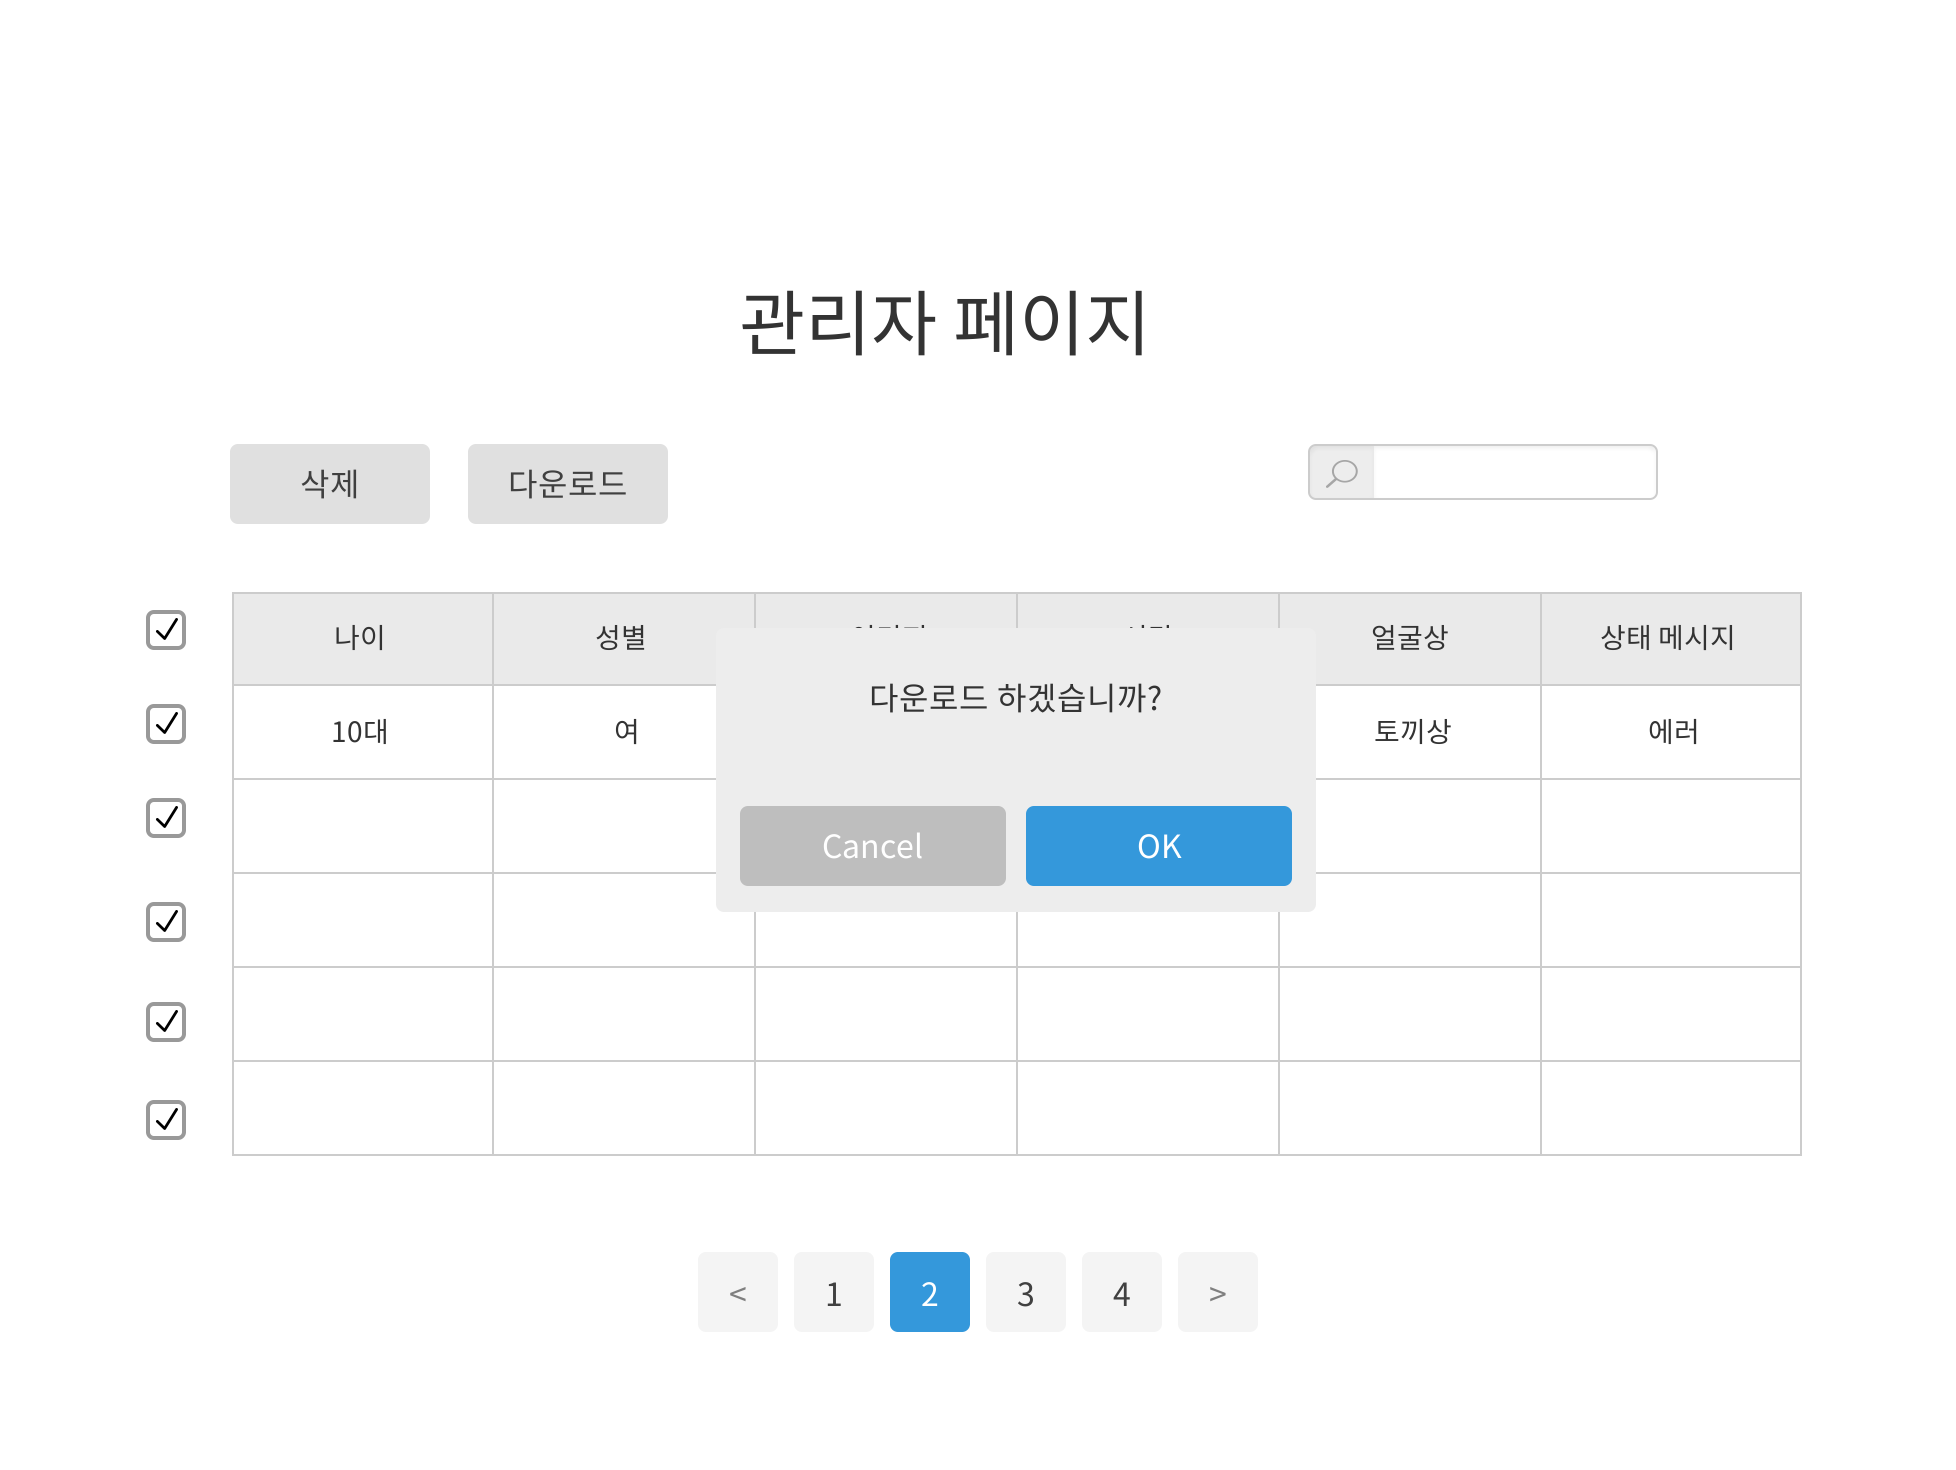 관리자 페이지
삭제 다운로드
나이 성별 얼굴상 상태 메시지
다운로드 하겠습니까?
10대 여 토끼상 에러
Cancel OK
< 1 2 3 4 >